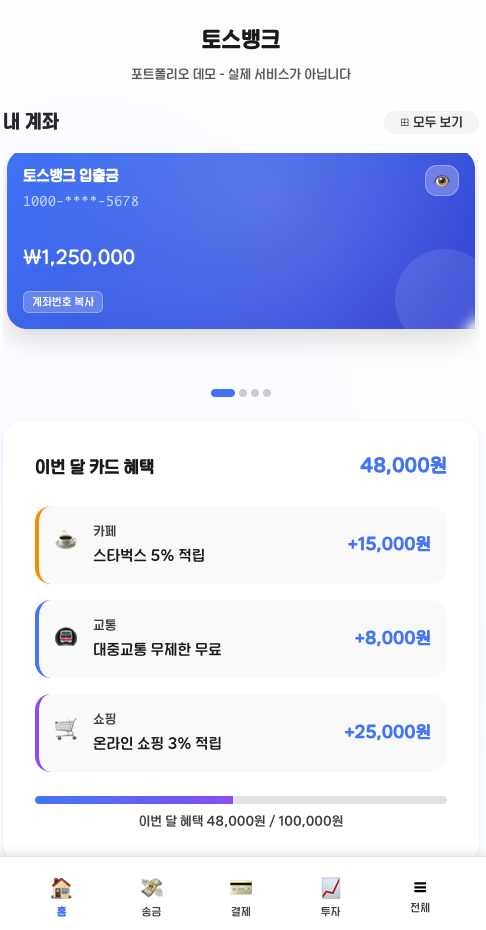 토스뱅크
포트폴리오 데모 - 실제 서비스가 아닙니다
내 계좌
모두 보기
토스뱅크 입출금
1000-****-5678
₩1,250,000
계좌번호 복사
이번 달 카드 혜택
48,000원
카페
스타벅스 5% 적립
+15,000원
교통
대중교통 무제한 무료
+8,000원
쇼핑
온라인 쇼핑 3% 적립
+25,000원
이번 달 혜택 48,000원 / 100,000원
홈
송금
결제
투자
전체